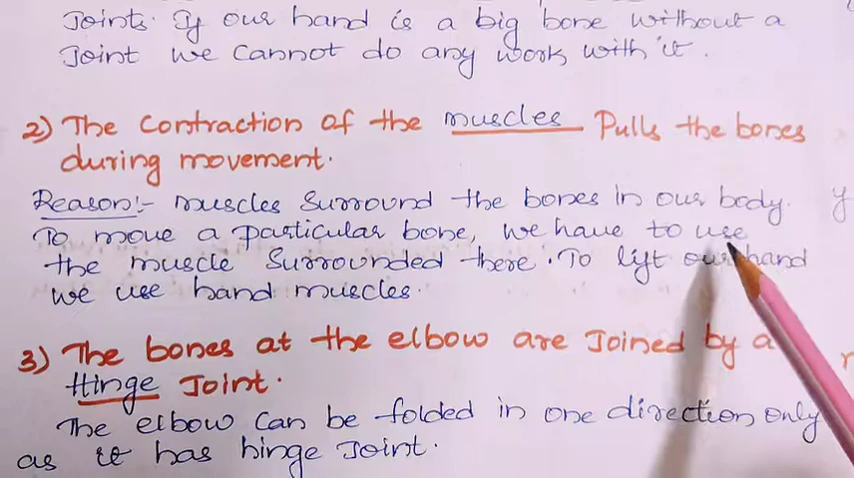 Joints. If our hand is a big bone without a
Joint we cannot do any work with it.
2) The Contraction of the muscles Pulls the bones
during movement.
Reason:- muscles Surround the bones in our body.
To move a particular bone, we have to use
the muscle Surrounded there. To lift our hand
we use hand muscles.
3) The bones at the elbow are Joined by a
Hinge Joint.
The elbow can be folded in one direction only
as it has hinge Joint.